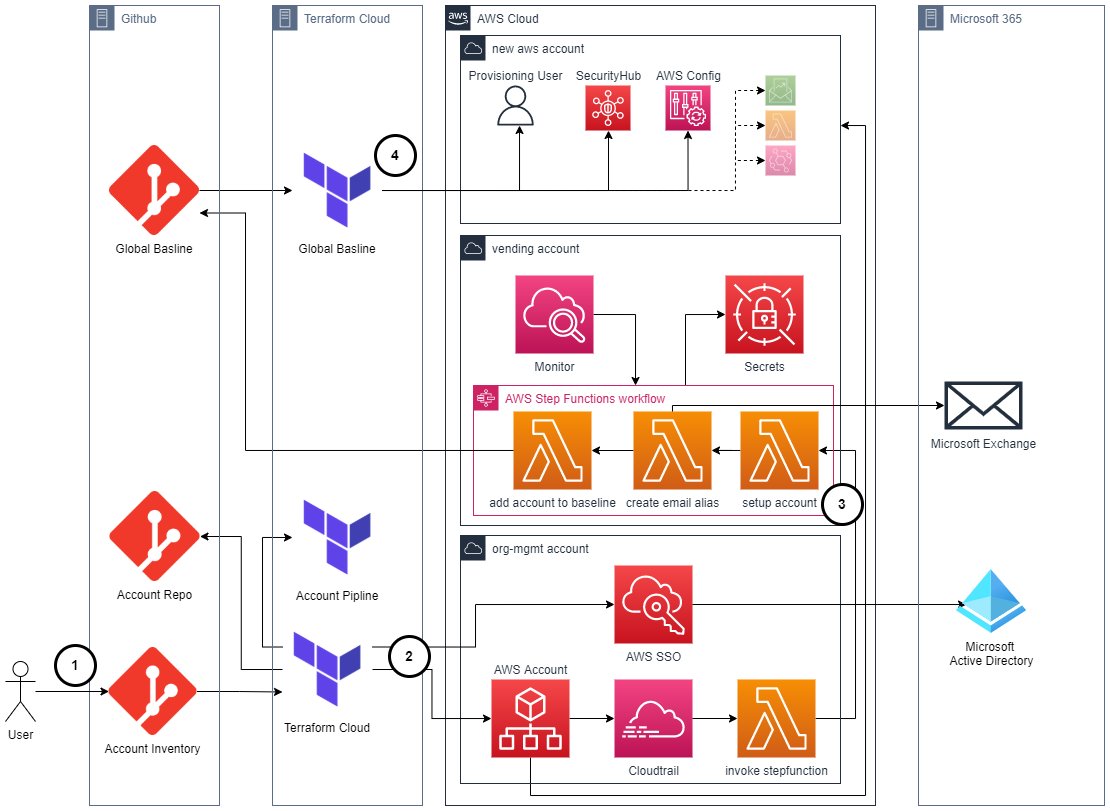 Github
Terraform Cloud
aws
AWS Cloud
Microsoft 365
new aws account
Provisioning User
SecurityHub
AWS Config
4
Global Basline
Global Basline
vending account
Monitor
Secrets
AWS Step Functions workflow
Microsoft Exchange
add account to baseline
create email alias
setup account
3
org-mgmt account
Account Repo
Account Pipline
AWS SSO
Microsoft
Active Directory
1
2
AWS Account
User
Account Inventory
Terraform Cloud
Cloudtrail
invoke stepfunction